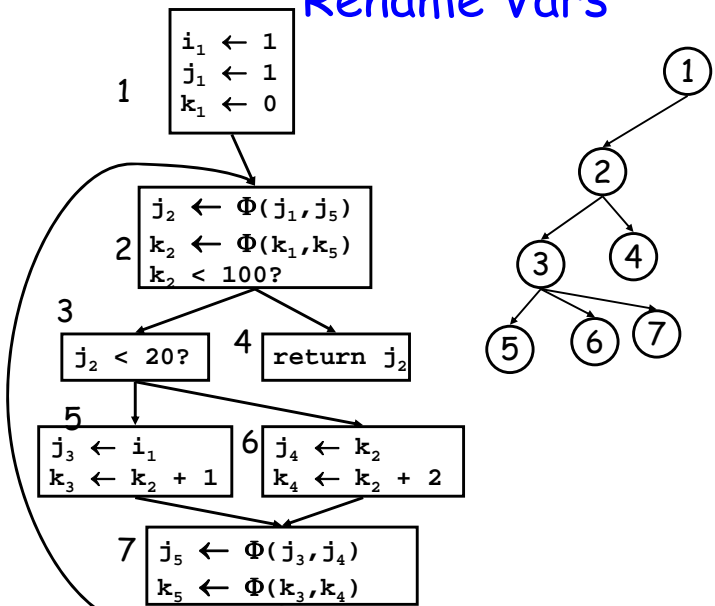 Rename Vars
1
i₁ ← 1
j₁ ← 1
k₁ ← 0
2
j₂ ← Φ(j₁,j₅)
k₂ ← Φ(k₁,k₅)
k₂ < 100?
3
j₂ < 20?
4
return j₂
5
j₃ ← i₁
k₃ ← k₂ + 1
6
j₄ ← k₂
k₄ ← k₂ + 2
7
j₅ ← Φ(j₃,j₄)
k₅ ← Φ(k₃,k₄)
1
2
3
4
5
6
7